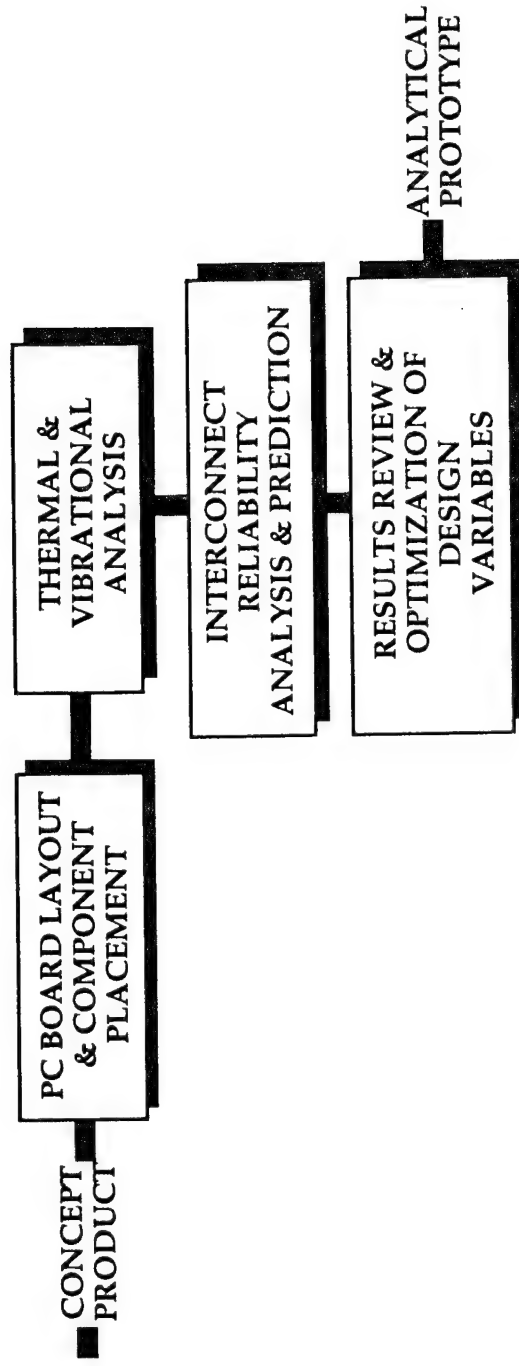 CONCEPT
PRODUCT
PC BOARD LAYOUT
& COMPONENT
PLACEMENT
THERMAL &
VIBRATIONAL
ANALYSIS
INTERCONNECT
RELIABILITY
ANALYSIS & PREDICTION
RESULTS REVIEW &
OPTIMIZATION OF
DESIGN
VARIABLES
ANALYTICAL
PROTOTYPE